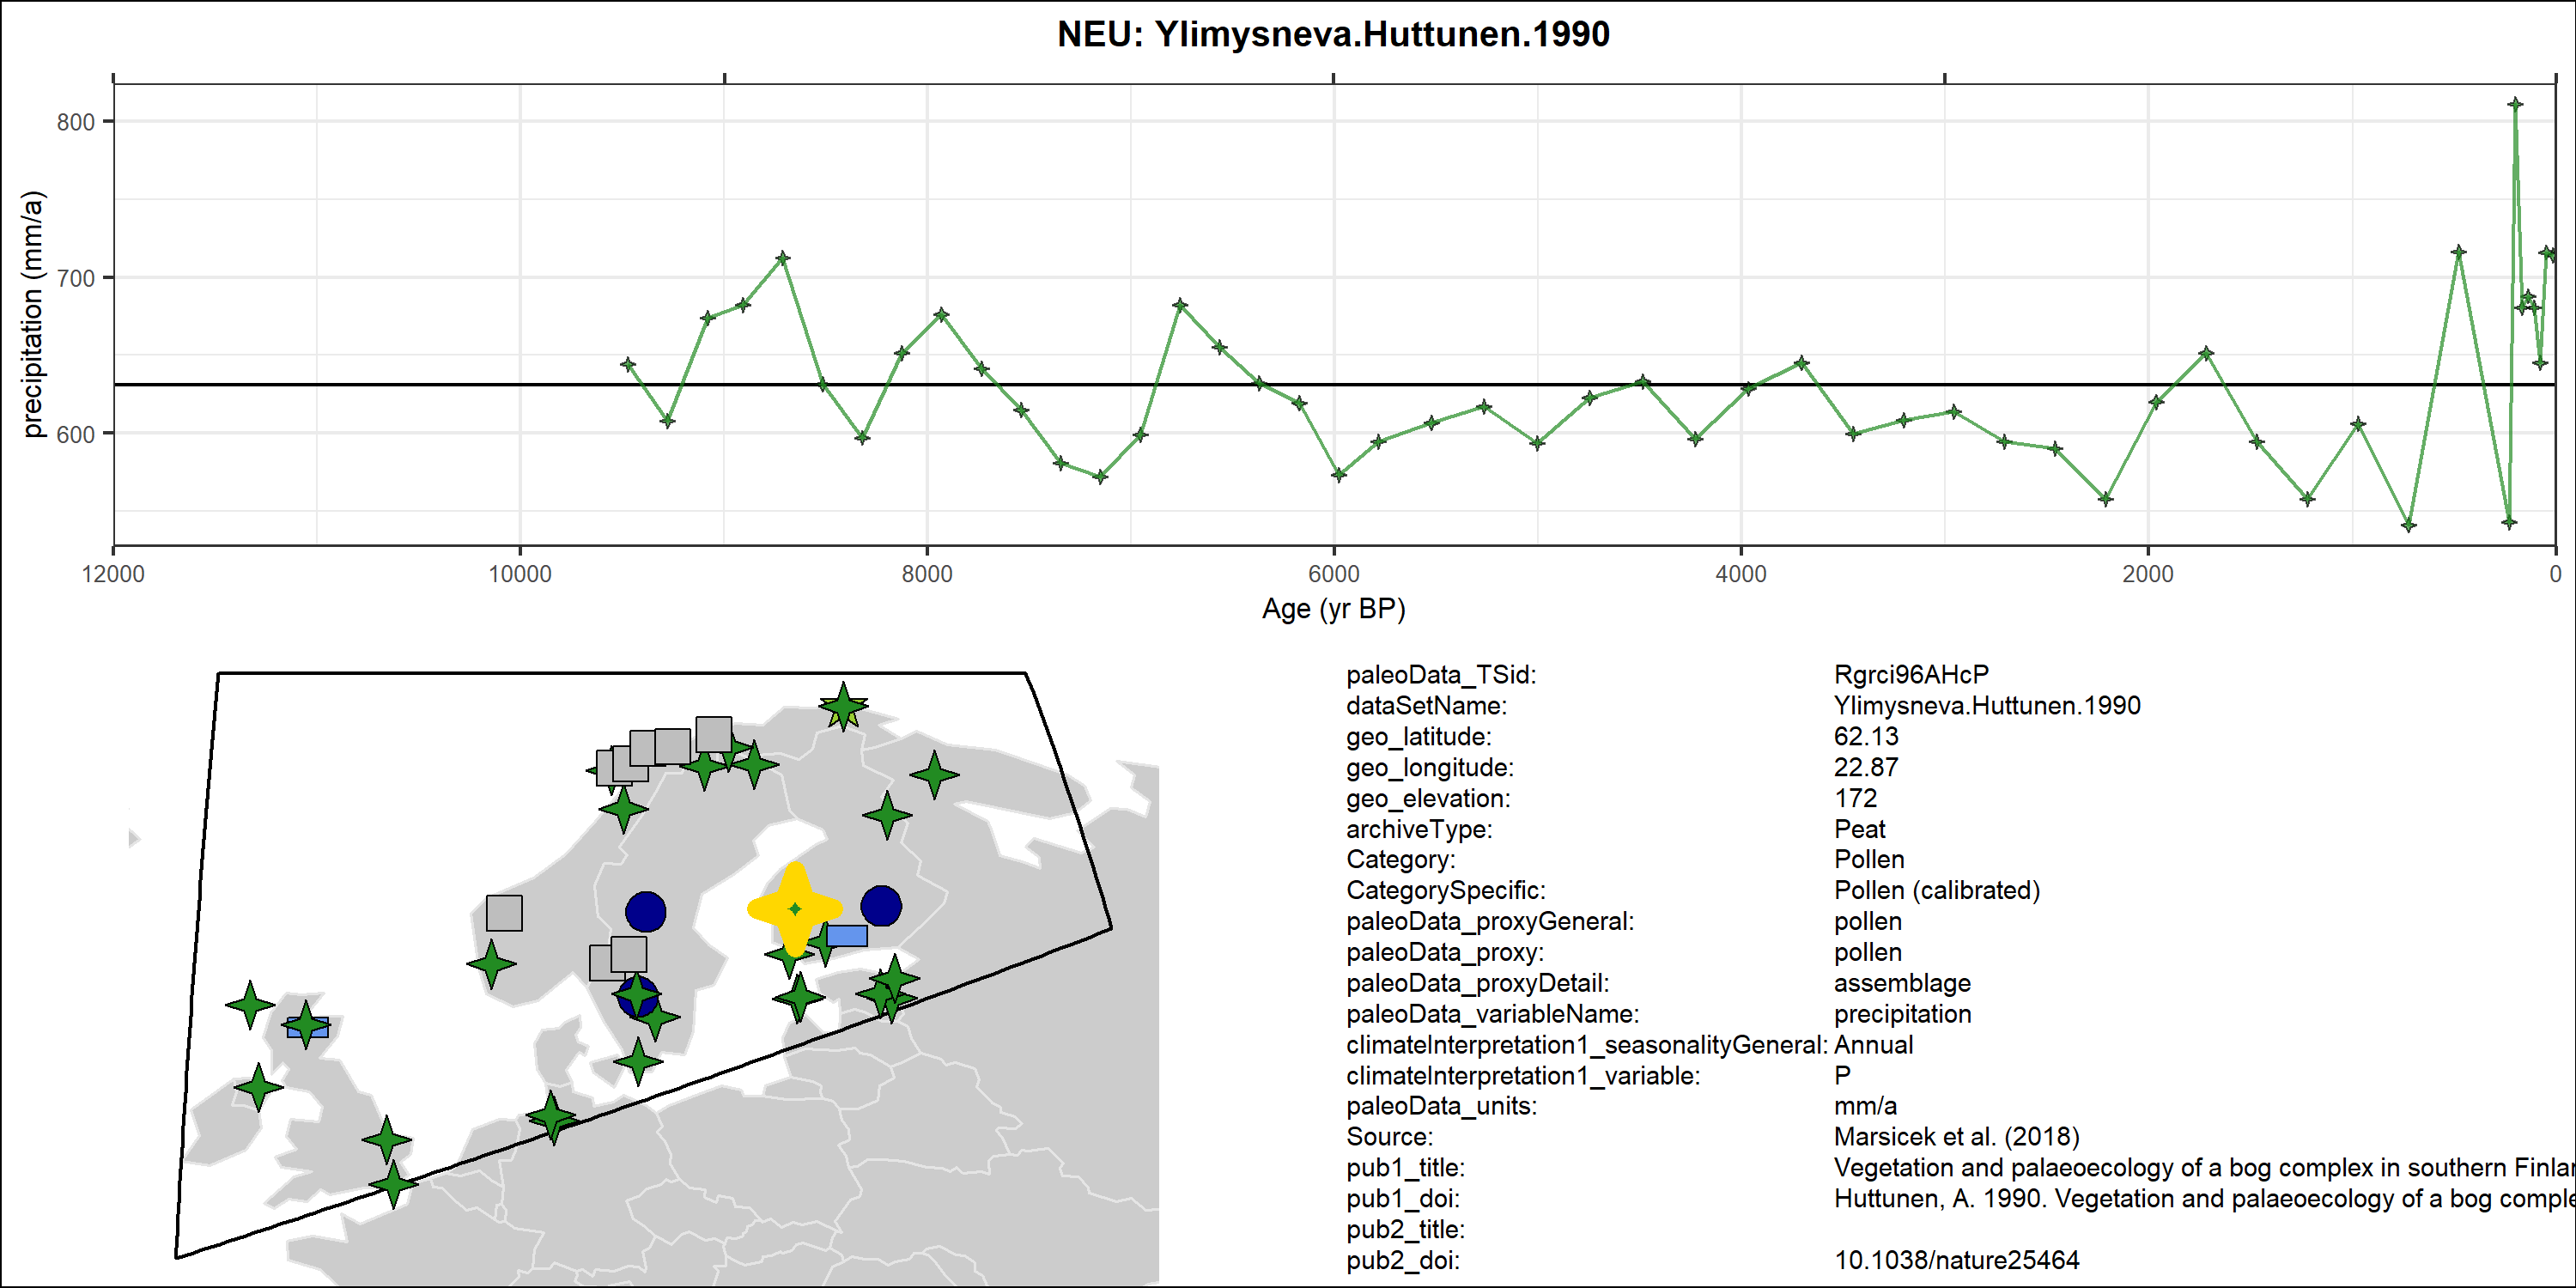 NEU: Ylimysneva.Huttunen.1990
precipitation (mm/a)
800
700
600
12000 10000 8000 6000 4000 2000 0
Age (yr BP)
paleoData_TSid: Rgrci96AHcP
dataSetName: Ylimysneva.Huttunen.1990
geo_latitude: 62.13
geo_longitude: 22.87
geo_elevation: 172
archiveType: Peat
Category: Pollen
CategorySpecific: Pollen (calibrated)
paleoData_proxyGeneral: pollen
paleoData_proxy: pollen
paleoData_proxyDetail: assemblage
paleoData_variableName: precipitation
climateInterpretation1_seasonalityGeneral: Annual
climateInterpretation1_variable: P
paleoData_units: mm/a
Source: Marsicek et al. (2018)
pub1_title: Vegetation and palaeoecology of a bog complex in southern Finlan
pub1_doi: Huttunen, A. 1990. Vegetation and palaeoecology of a bog comple
pub2_title:
pub2_doi: 10.1038/nature25464